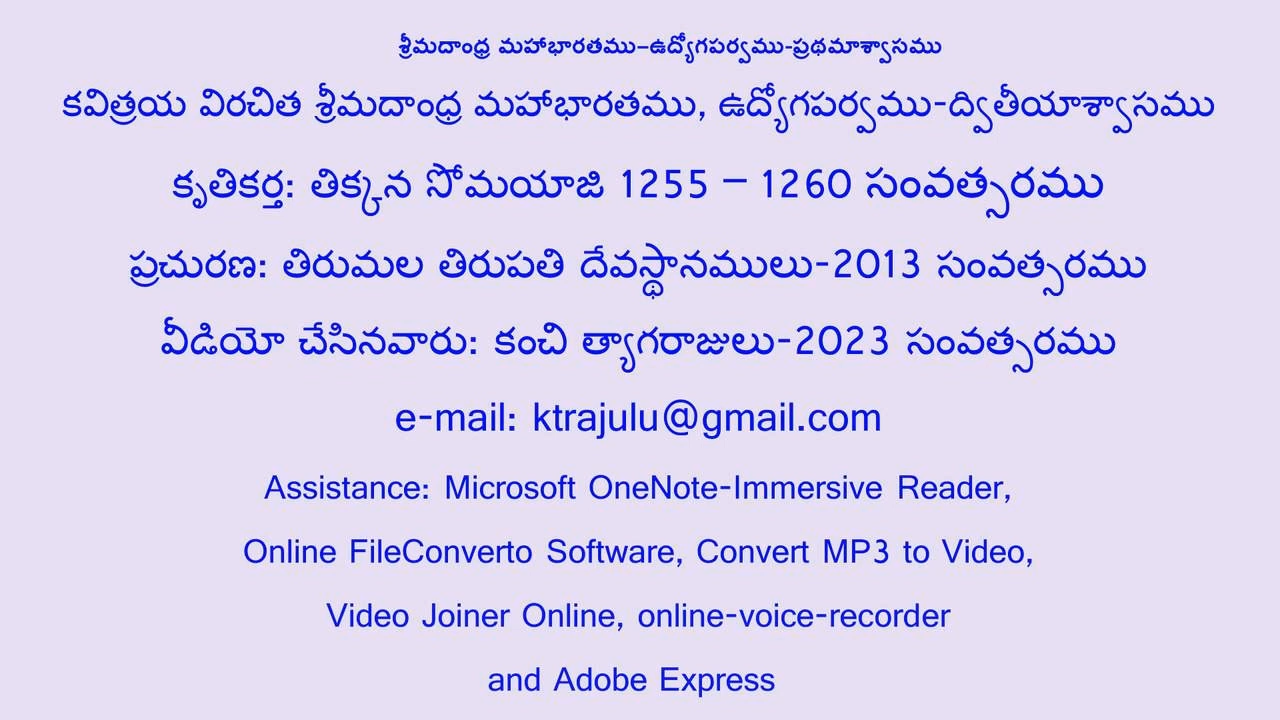 శ్రీమదాంధ్ర మహాభారతము–ఉద్యోగపర్వము-ప్రథమాశ్వాసము
కవిత్రయ విరచిత శ్రీమదాంధ్ర మహాభారతము, ఉద్యోగపర్వము-ద్వితీయాశ్వాసము
కృతికర్త: తిక్కన సోమయాజి 1255 – 1260 సంవత్సరము
ప్రచురణ: తిరుమల తిరుపతి దేవస్థానములు-2013 సంవత్సరము
వీడియో చేసినవారు: కంచి త్యాగరాజులు-2023 సంవత్సరము
e-mail: ktrajulu@gmail.com
Assistance: Microsoft OneNote-Immersive Reader,
Online FileConverto Software, Convert MP3 to Video,
Video Joiner Online, online-voice-recorder
and Adobe Express